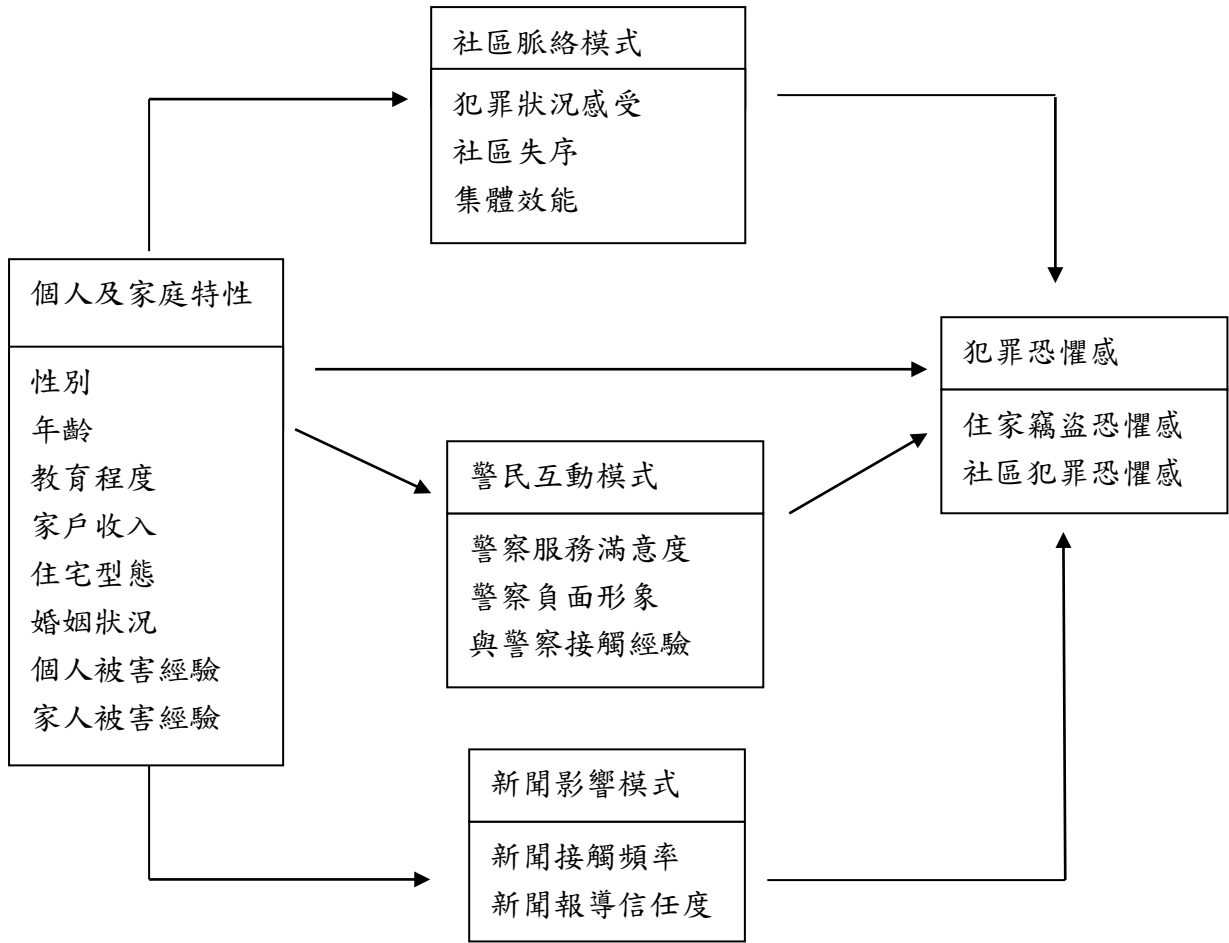 社區脈絡模式
犯罪狀況感受
社區失序
集體效能
個人及家庭特性
性別
年齡
教育程度
家戶收入
住宅型態
婚姻狀況
個人被害經驗
家人被害經驗
警民互動模式
警察服務滿意度
警察負面形象
與警察接觸經驗
新聞影響模式
新聞接觸頻率
新聞報導信任度
犯罪恐懼感
住家竊盜恐懼感
社區犯罪恐懼感